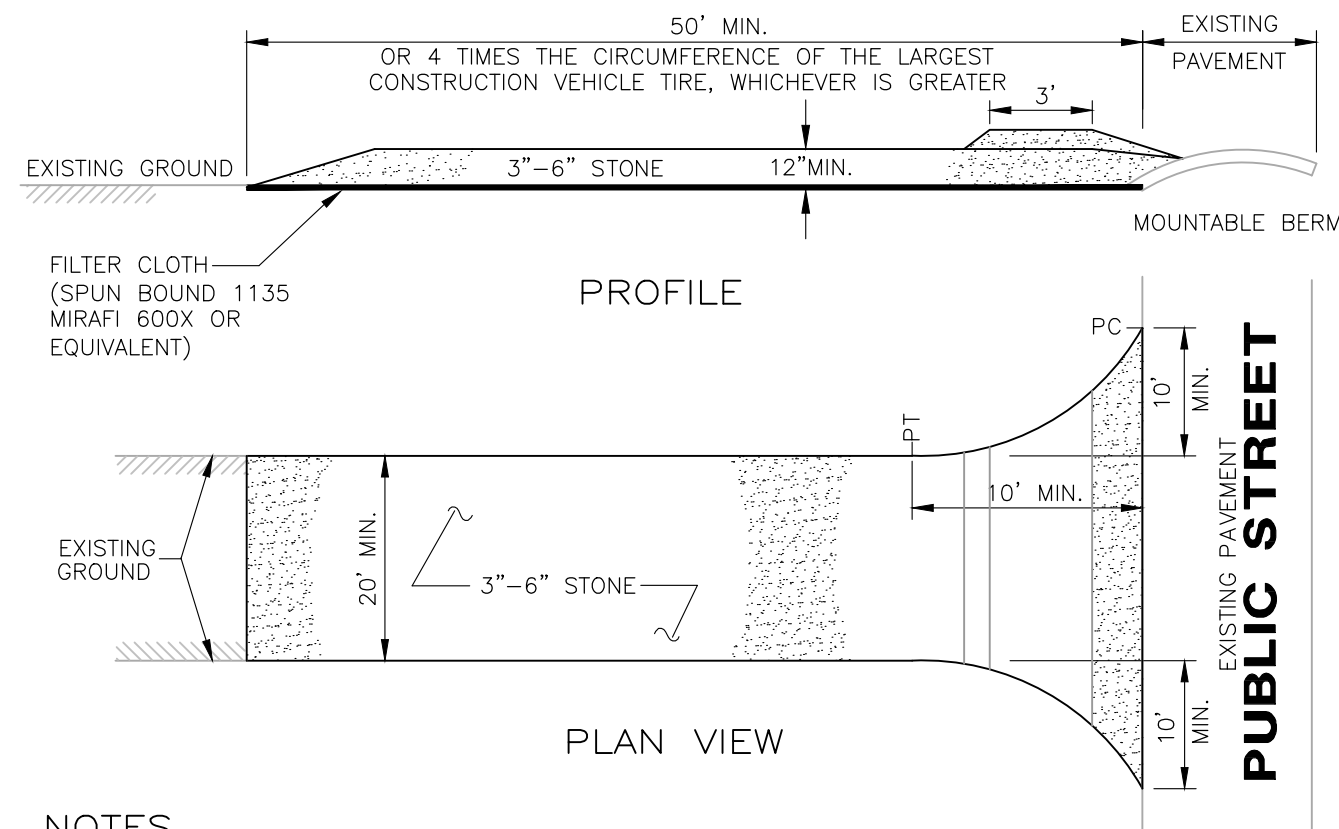 50' MIN.
OR 4 TIMES THE CIRCUMFERENCE OF THE LARGEST
CONSTRUCTION VEHICLE TIRE, WHICHEVER IS GREATER
EXISTING
PAVEMENT
3'
EXISTING GROUND
3"-6" STONE
12"MIN.
MOUNTABLE BERM
FILTER CLOTH
(SPUN BOUND 1135
MIRAFI 600X OR
EQUIVALENT)
PROFILE
PC
10'
MIN.
PT
10' MIN.
EXISTING
GROUND
20' MIN.
3"-6" STONE
EXISTING PAVEMENT
PUBLIC STREET
10'
MIN.
PLAN VIEW
NOTES